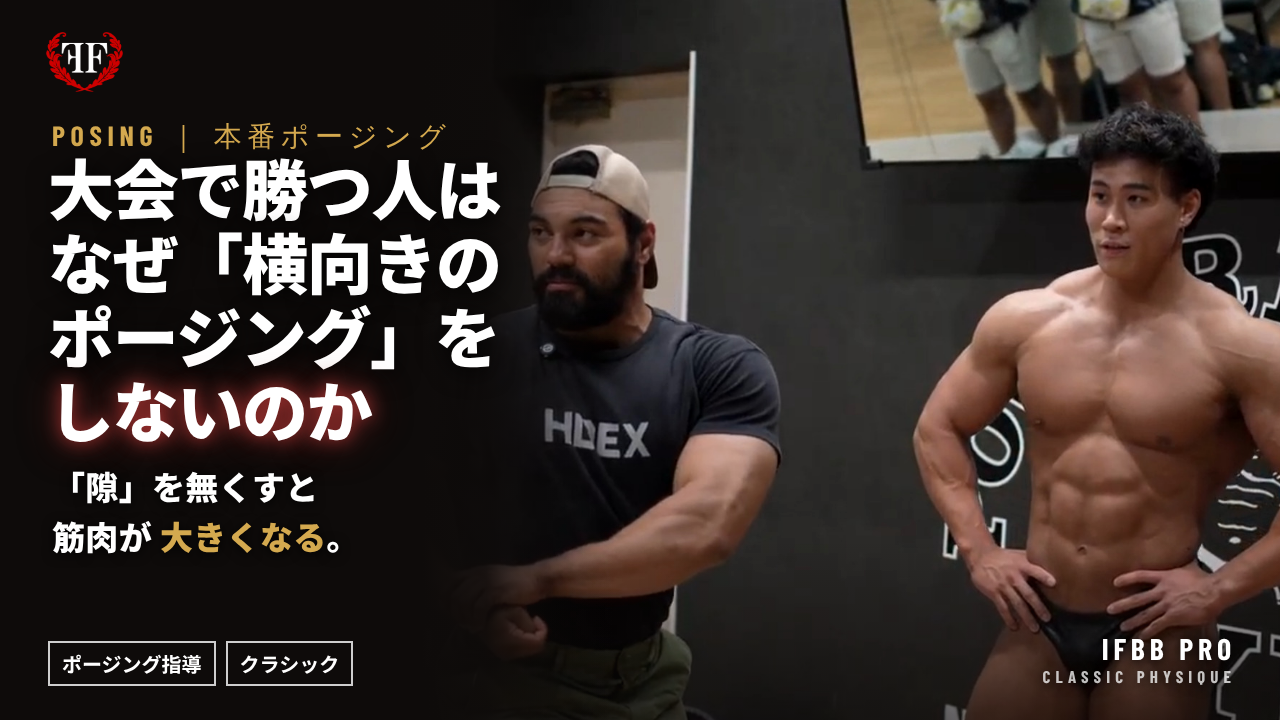 FF
POSING | 本番ポージング
大会で勝つ人は
なぜ「横向きの
ポージング」を
しないのか
「隙」を無くすと
筋肉が 大きくなる。
ポージング指導
クラシック
IFBB PRO
CLASSIC PHYSIQUE